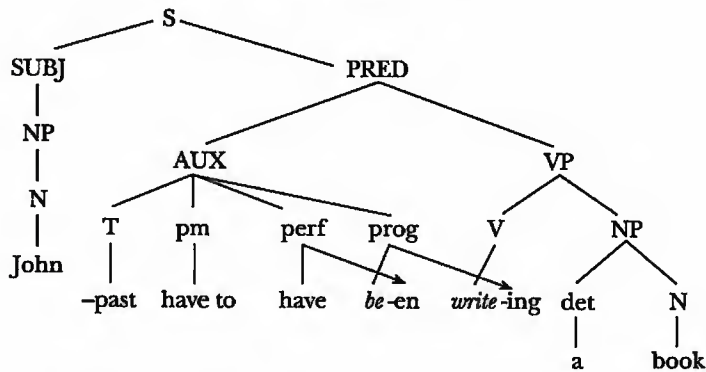 S
SUBJ PRED
NP
AUX VP
N
T pm perf prog V NP
John
–past have to have be -en write -ing det N
a book